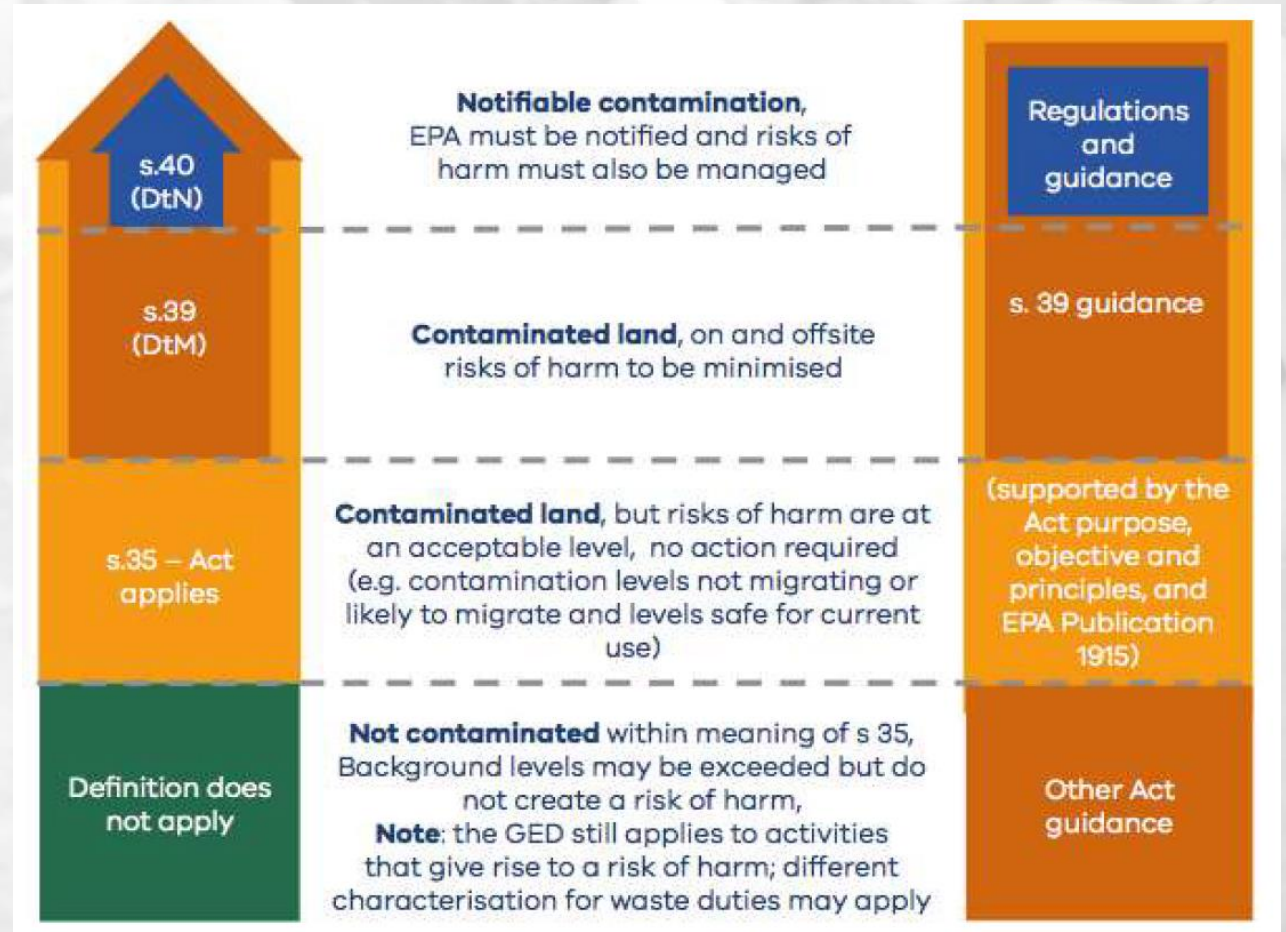 s.40
(DtN)
Notifiable contamination,
EPA must be notified and risks of
harm must also be managed
Regulations
and
guidance
s.39
(DtM)
Contaminated land, on and offsite
risks of harm to be minimised
s. 39 guidance
s.35 – Act
applies
Contaminated land, but risks of harm are at
an acceptable level, no action required
(e.g. contamination levels not migrating or
likely to migrate and levels safe for current
use)
(supported by the
Act purpose,
objective and
principles, and
EPA Publication
1915)
Definition does
not apply
Not contaminated within meaning of s 35,
Background levels may be exceeded but do
not create a risk of harm,
Note: the GED still applies to activities
that give rise to a risk of harm; different
characterisation for waste duties may apply
Other Act
guidance